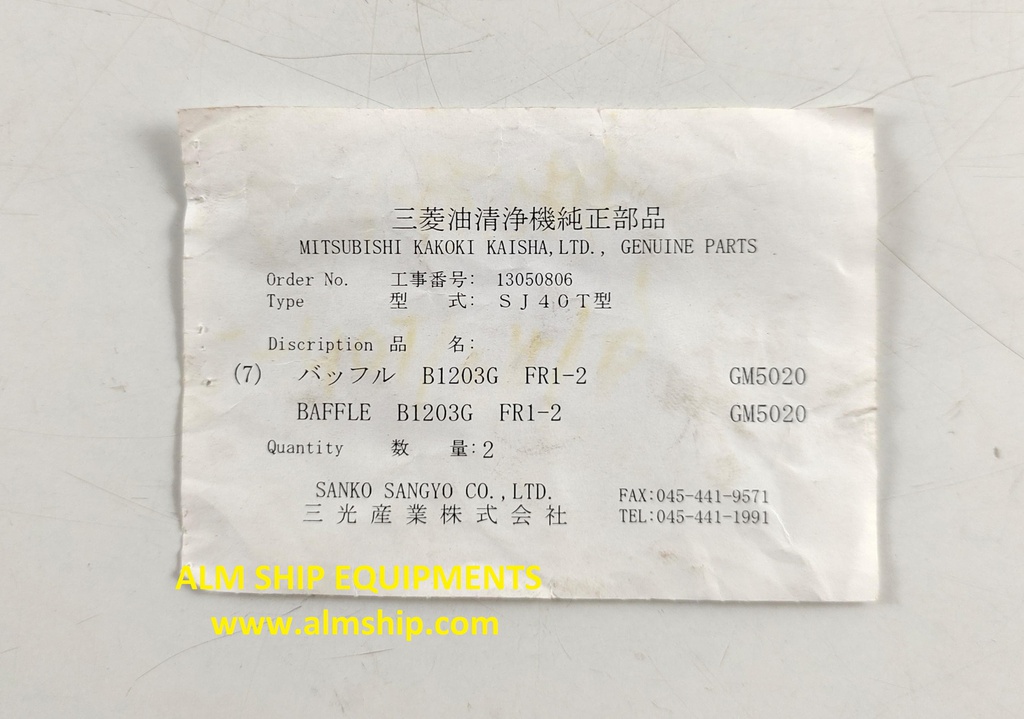 三菱油清浄機純正部品
MITSUBISHI KAKOKI KAISHA,LTD., GENUINE PARTS
Order No. 工事番号: 13050806
Type 型 式: ＳＪ４０Ｔ型
Discription 品 名:
(7) バッフル B1203G FR1-2 GM5020
BAFFLE B1203G FR1-2 GM5020
Quantity 数 量: 2
SANKO SANGYO CO.,LTD. FAX:045-441-9571
三光産業株式会社 TEL:045-441-1991
ALM SHIP EQUIPMENTS
www.almship.com